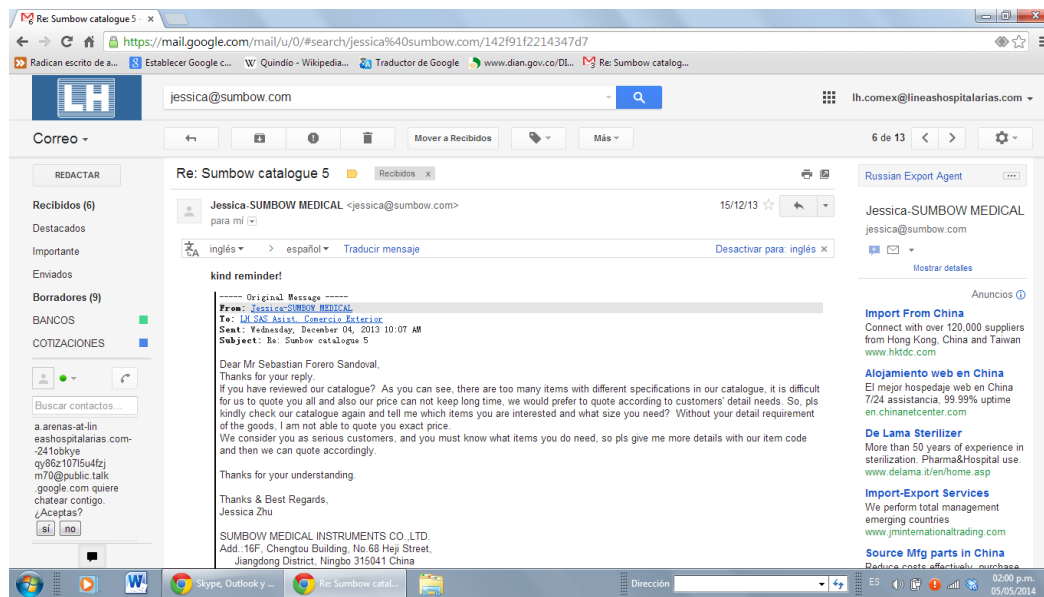 Re: Sumbow catalogue 5 - ×
https://mail.google.com/mail/u/0/#search/jessica%40sumbow.com/142f91f2214347d7
Radican escrito de a...
Establecer Google c...
W Quindío - Wikipedia...
Traductor de Google
www.dian.gov.co/DI...
Re: Sumbow catalog...
LH
jessica@sumbow.com
lh.comex@lineashospitalarias.com
Correo
Mover a Recibidos
Más
6 de 13
REDACTAR
Recibidos (6)
Destacados
Importante
Enviados
Borradores (9)
BANCOS
COTIZACIONES
Buscar contactos...
a.arenas-at-lin
eashospitalarias.com-
-241obkye
qy86z107l5u4fzj
m70@public.talk
.google.com quiere
chatear contigo.
¿Aceptas?
sí no
Re: Sumbow catalogue 5
Recibidos x
Jessica-SUMBOW MEDICAL <jessica@sumbow.com>
15/12/13
para mí
inglés > español Traducir mensaje
Desactivar para: inglés ×
kind reminder!
----- Original Message -----
From: Jessica-SUMBOW MEDICAL
To: LH SAS Asist. Comercio Exterior
Sent: Wednesday, December 04, 2013 10:07 AM
Subject: Re: Sumbow catalogue 5
Dear Mr Sebastian Forero Sandoval,
Thanks for your reply.
If you have reviewed our catalogue? As you can see, there are too many items with different specifications in our catalogue, it is difficult
for us to quote you all and also our price can not keep long time, we would prefer to quote according to customers' detail needs. So, pls
kindly check our catalogue again and tell me which items you are interested and what size you need? Without your detail requirement
of the goods, I am not able to quote you exact price.
We consider you as serious customers, and you must know what items you do need, so pls give me more details with our item code
and then we can quote accordingly.
Thanks for your understanding.
Thanks & Best Regards,
Jessica Zhu
SUMBOW MEDICAL INSTRUMENTS CO.,LTD.
Add.:16F, Chengtou Building, No.68 Heji Street,
Jiangdong District, Ningbo 315041 China
Russian Export Agent
Jessica-SUMBOW MEDICAL
jessica@sumbow.com
Mostrar detalles
Anuncios
Import From China
Connect with over 120,000 suppliers
from Hong Kong, China and Taiwan
www.hktdc.com
Alojamiento web en China
El mejor hospedaje web en China
7/24 assistancia, 99.99% uptime
en.chinanetcenter.com
De Lama Sterilizer
More than 50 years of experience in
sterilization. Pharma&Hospital use.
www.delama.it/en/home.asp
Import-Export Services
We perform total management
emerging countries
www.jminternationaltrading.com
Source Mfg parts in China
Reduce costs effectively, purchase
Skype, Outlook y ...
Re: Sumbow catal...
Dirección
ES
02:00 p.m.
05/05/2014